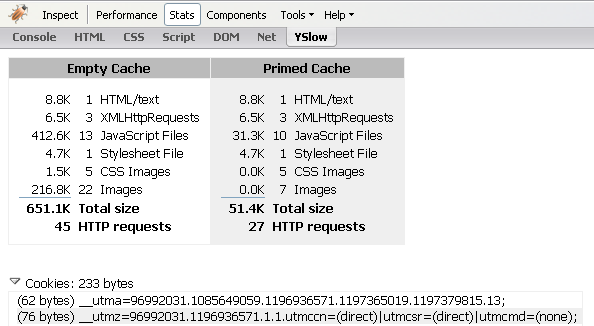 Inspect Performance Stats Components Tools Help
Console HTML CSS Script DOM Net YSlow
Empty Cache Primed Cache
8.8K 1 HTML/text 8.8K 1 HTML/text
6.5K 3 XMLHttpRequests 6.5K 3 XMLHttpRequests
412.6K 13 JavaScript Files 31.3K 10 JavaScript Files
4.7K 1 Stylesheet File 4.7K 1 Stylesheet File
1.5K 5 CSS Images 0.0K 5 CSS Images
216.8K 22 Images 0.0K 7 Images
651.1K Total size 51.4K Total size
45 HTTP requests 27 HTTP requests
Cookies: 233 bytes
(62 bytes) __utma=96992031.1085649059.1196936571.1197365019.1197379815.13;
(76 bytes) __utmz=96992031.1196936571.1.1.utmccn=(direct)|utmcsr=(direct)|utmcmd=(none);